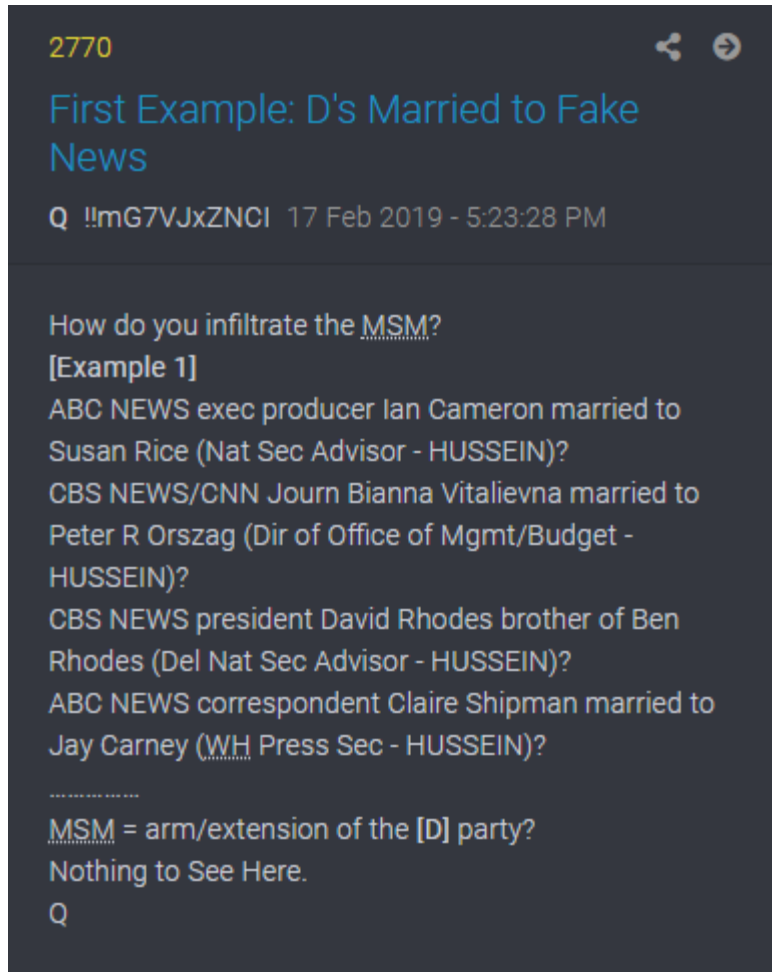 2770
First Example: D's Married to Fake
News
Q !!mG7VJxZNCI 17 Feb 2019 - 5:23:28 PM
How do you infiltrate the MSM?
[Example 1]
ABC NEWS exec producer Ian Cameron married to
Susan Rice (Nat Sec Advisor - HUSSEIN)?
CBS NEWS/CNN Journ Bianna Vitalievna married to
Peter R Orszag (Dir of Office of Mgmt/Budget -
HUSSEIN)?
CBS NEWS president David Rhodes brother of Ben
Rhodes (Del Nat Sec Advisor - HUSSEIN)?
ABC NEWS correspondent Claire Shipman married to
Jay Carney (WH Press Sec - HUSSEIN)?
……………
MSM = arm/extension of the [D] party?
Nothing to See Here.
Q